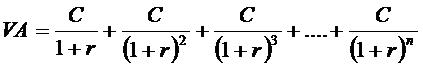 VA = C/(1+r) + C/(1+r)^2 + C/(1+r)^3 + .... + C/(1+r)^n